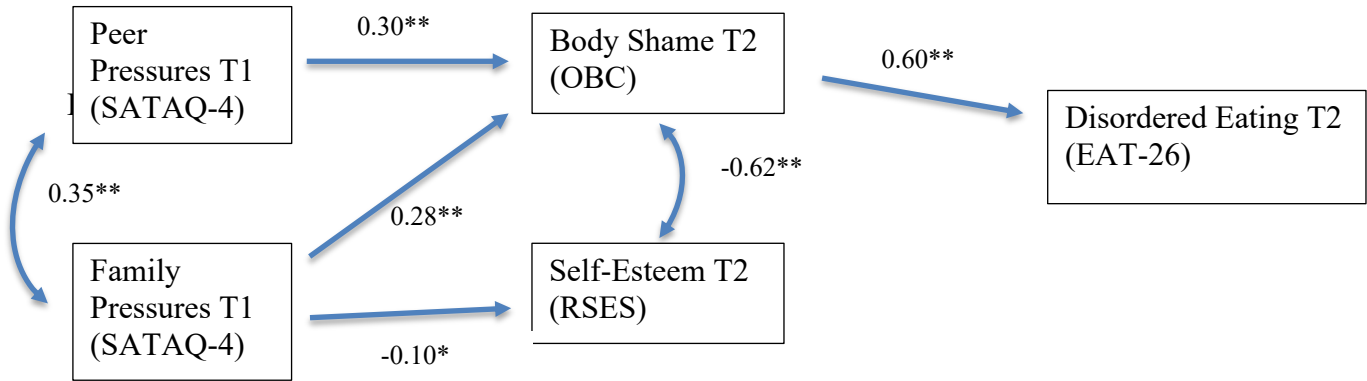 Peer
Pressures T1
(SATAQ-4)
0.30**
Body Shame T2
(OBC)
0.60**
Disordered Eating T2
(EAT-26)
0.35**
0.28**
-0.62**
Family
Pressures T1
(SATAQ-4)
-0.10*
Self-Esteem T2
(RSES)